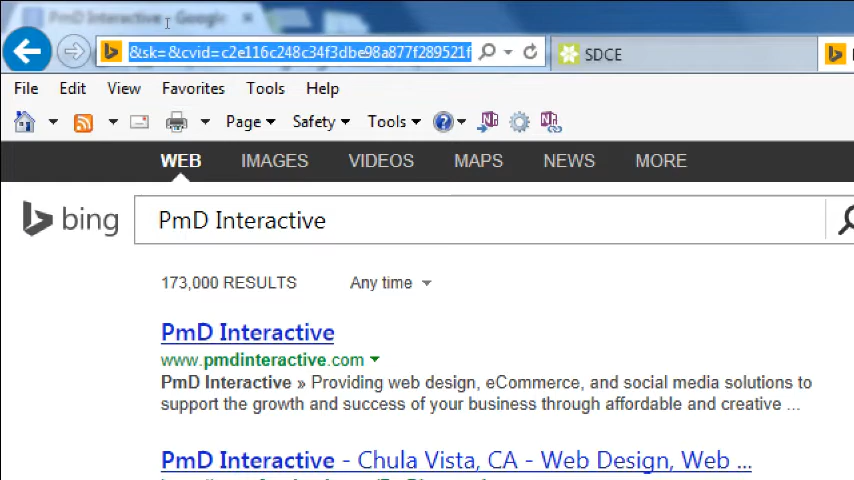 PmD Interactive - Google
&sk=&cvid=c2e116c248c34f3dbe98a877f289521f
SDCE
File Edit View Favorites Tools Help
Page Safety Tools
WEB IMAGES VIDEOS MAPS NEWS MORE
bing PmD Interactive
173,000 RESULTS Any time
PmD Interactive
www.pmdinteractive.com
PmD Interactive » Providing web design, eCommerce, and social media solutions to
support the growth and success of your business through affordable and creative ...
PmD Interactive - Chula Vista, CA - Web Design, Web ...